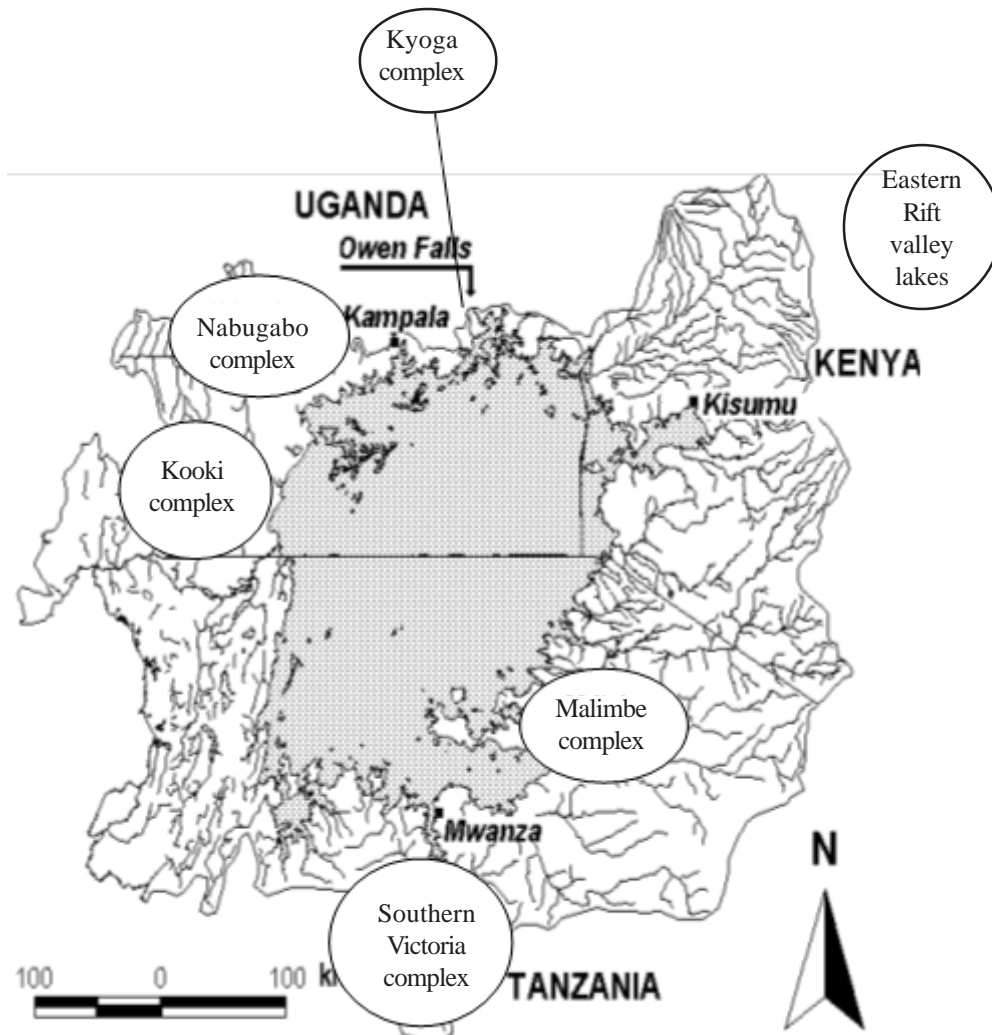 Kyoga
complex
Eastern
Rift
valley
lakes
UGANDA
Owen Falls
Nabugabo
complex
Kampala
KENYA
Kisumu
Kooki
complex
Malimbe
complex
Mwanza
N
Southern
Victoria
complex
100 0 100
TANZANIA